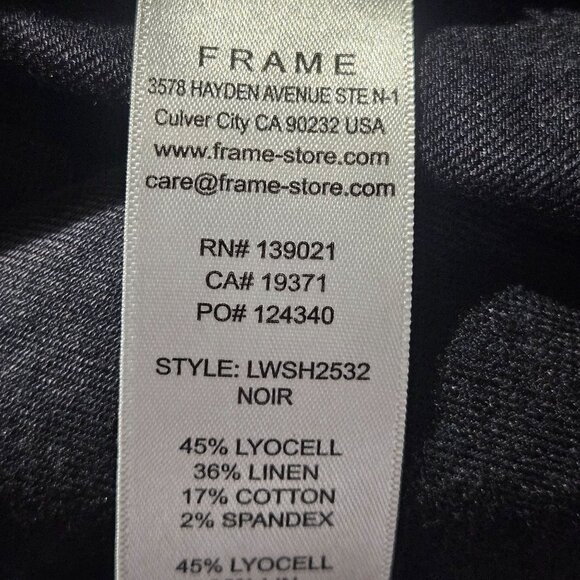 FRAME
3578 HAYDEN AVENUE STE N-1
Culver City CA 90232 USA
www.frame-store.com
care@frame-store.com
RN# 139021
CA# 19371
PO# 124340
STYLE: LWSH2532
NOIR
45% LYOCELL
36% LINEN
17% COTTON
2% SPANDEX
45% LYOCELL